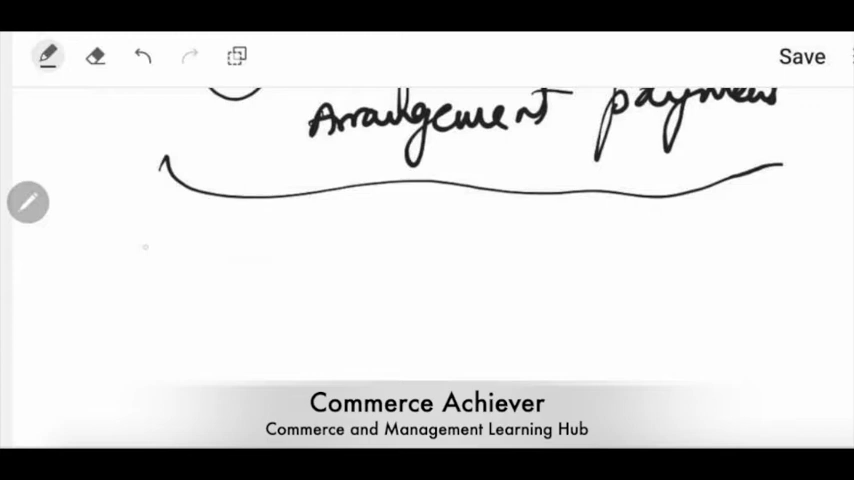 Save
Arrangement payment
Commerce Achiever
Commerce and Management Learning Hub